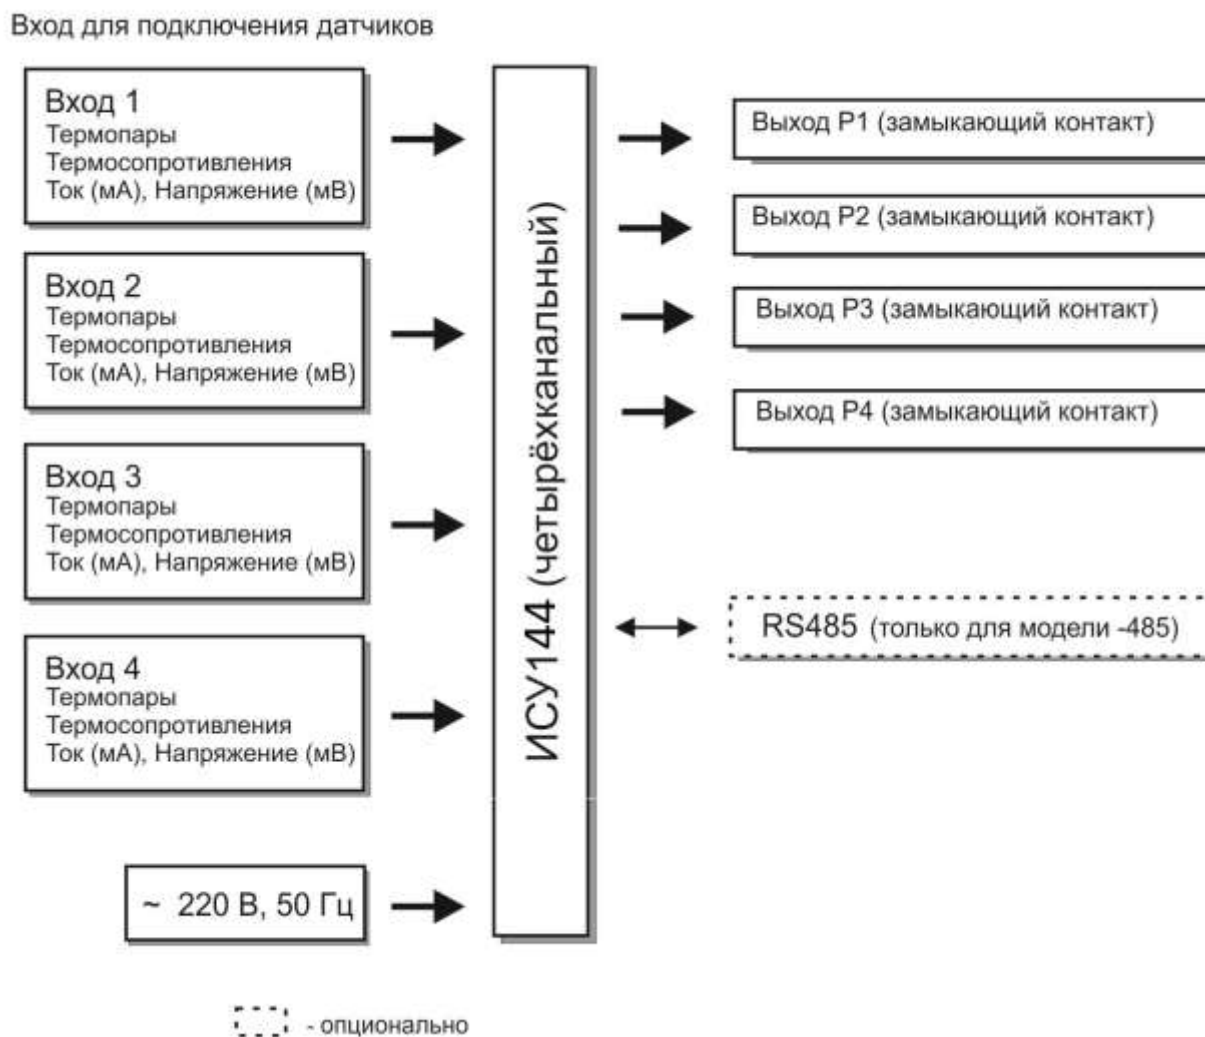 Вход для подключения датчиков
Вход 1
Термопары
Термосопротивления
Ток (мА), Напряжение (мВ)
Вход 2
Термопары
Термосопротивления
Ток (мА), Напряжение (мВ)
Вход 3
Термопары
Термосопротивления
Ток (мА), Напряжение (мВ)
Вход 4
Термопары
Термосопротивления
Ток (мА), Напряжение (мВ)
~ 220 В, 50 Гц
ИСУ144 (четырёхканальный)
Выход Р1 (замыкающий контакт)
Выход Р2 (замыкающий контакт)
Выход Р3 (замыкающий контакт)
Выход Р4 (замыкающий контакт)
RS485 (только для модели -485)
- опционально